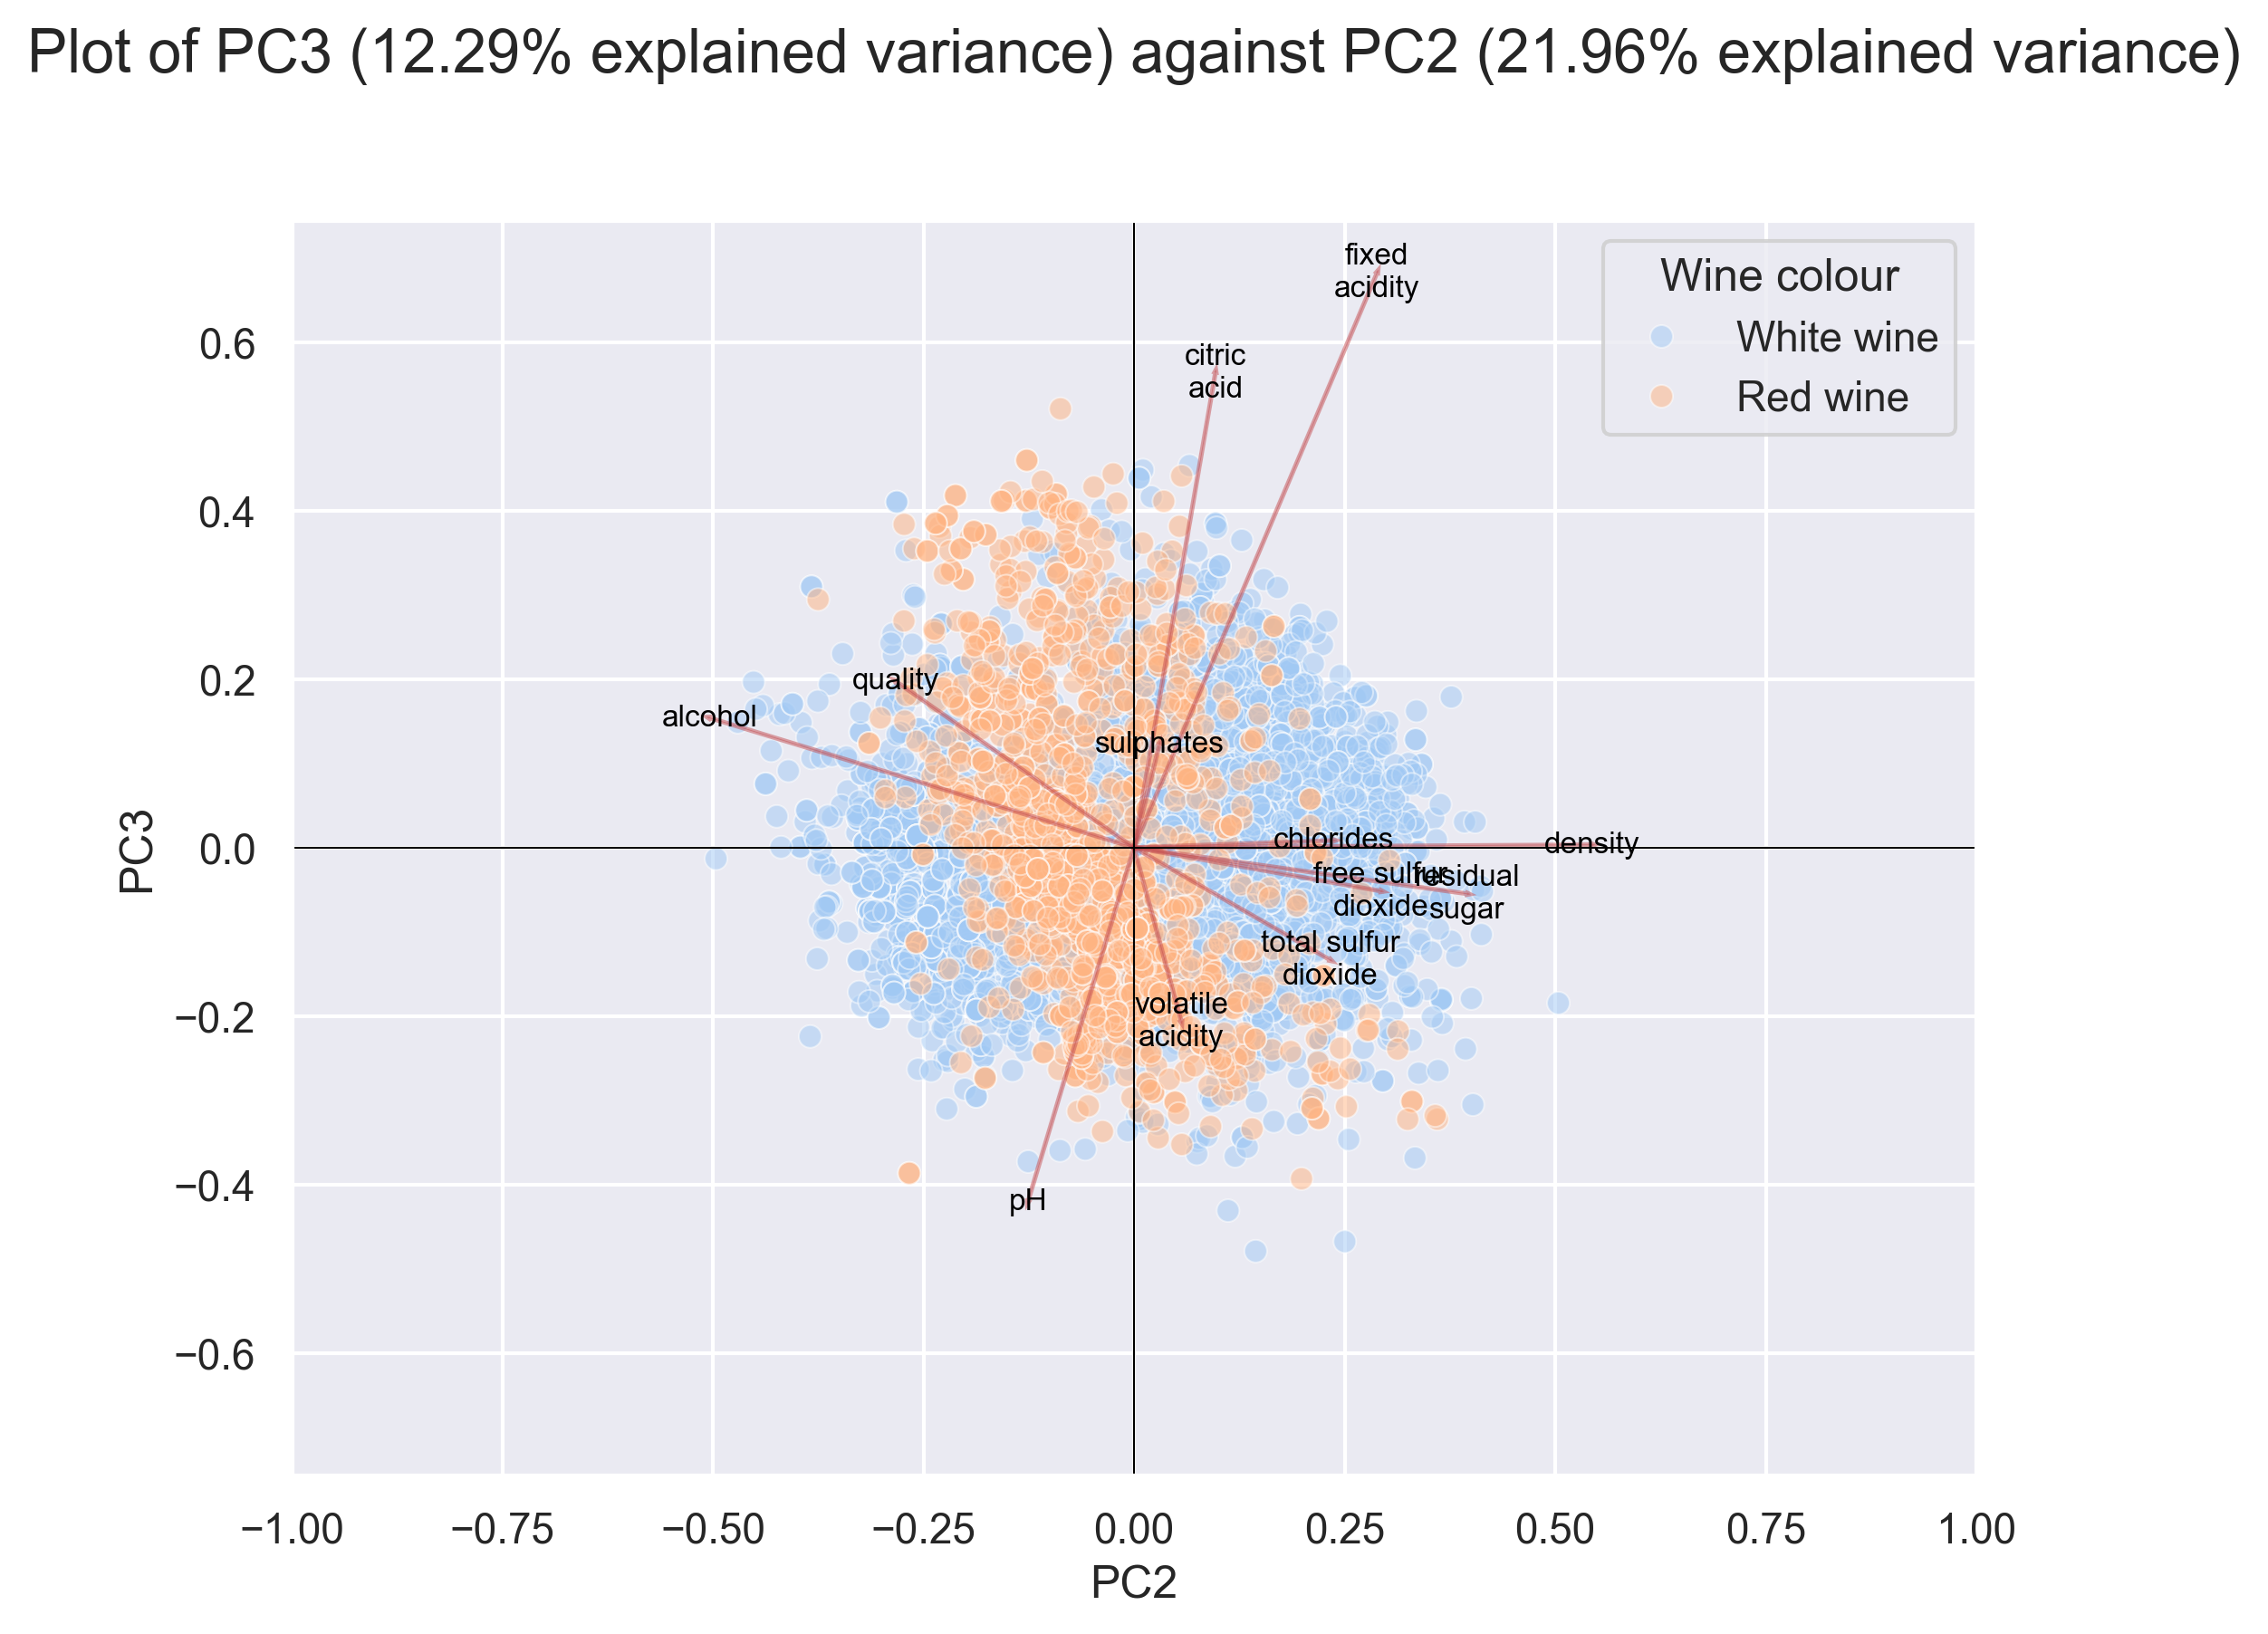 Plot of PC3 (12.29% explained variance) against PC2 (21.96% explained variance)
Wine colour
White wine
Red wine
fixed
acidity
citric
acid
quality
alcohol
sulphates
chlorides
density
free sulfur
dioxide
residual
sugar
total sulfur
dioxide
volatile
acidity
pH
PC3
0.6
0.4
0.2
0.0
−0.2
−0.4
−0.6
−1.00 −0.75 −0.50 −0.25 0.00 0.25 0.50 0.75 1.00
PC2